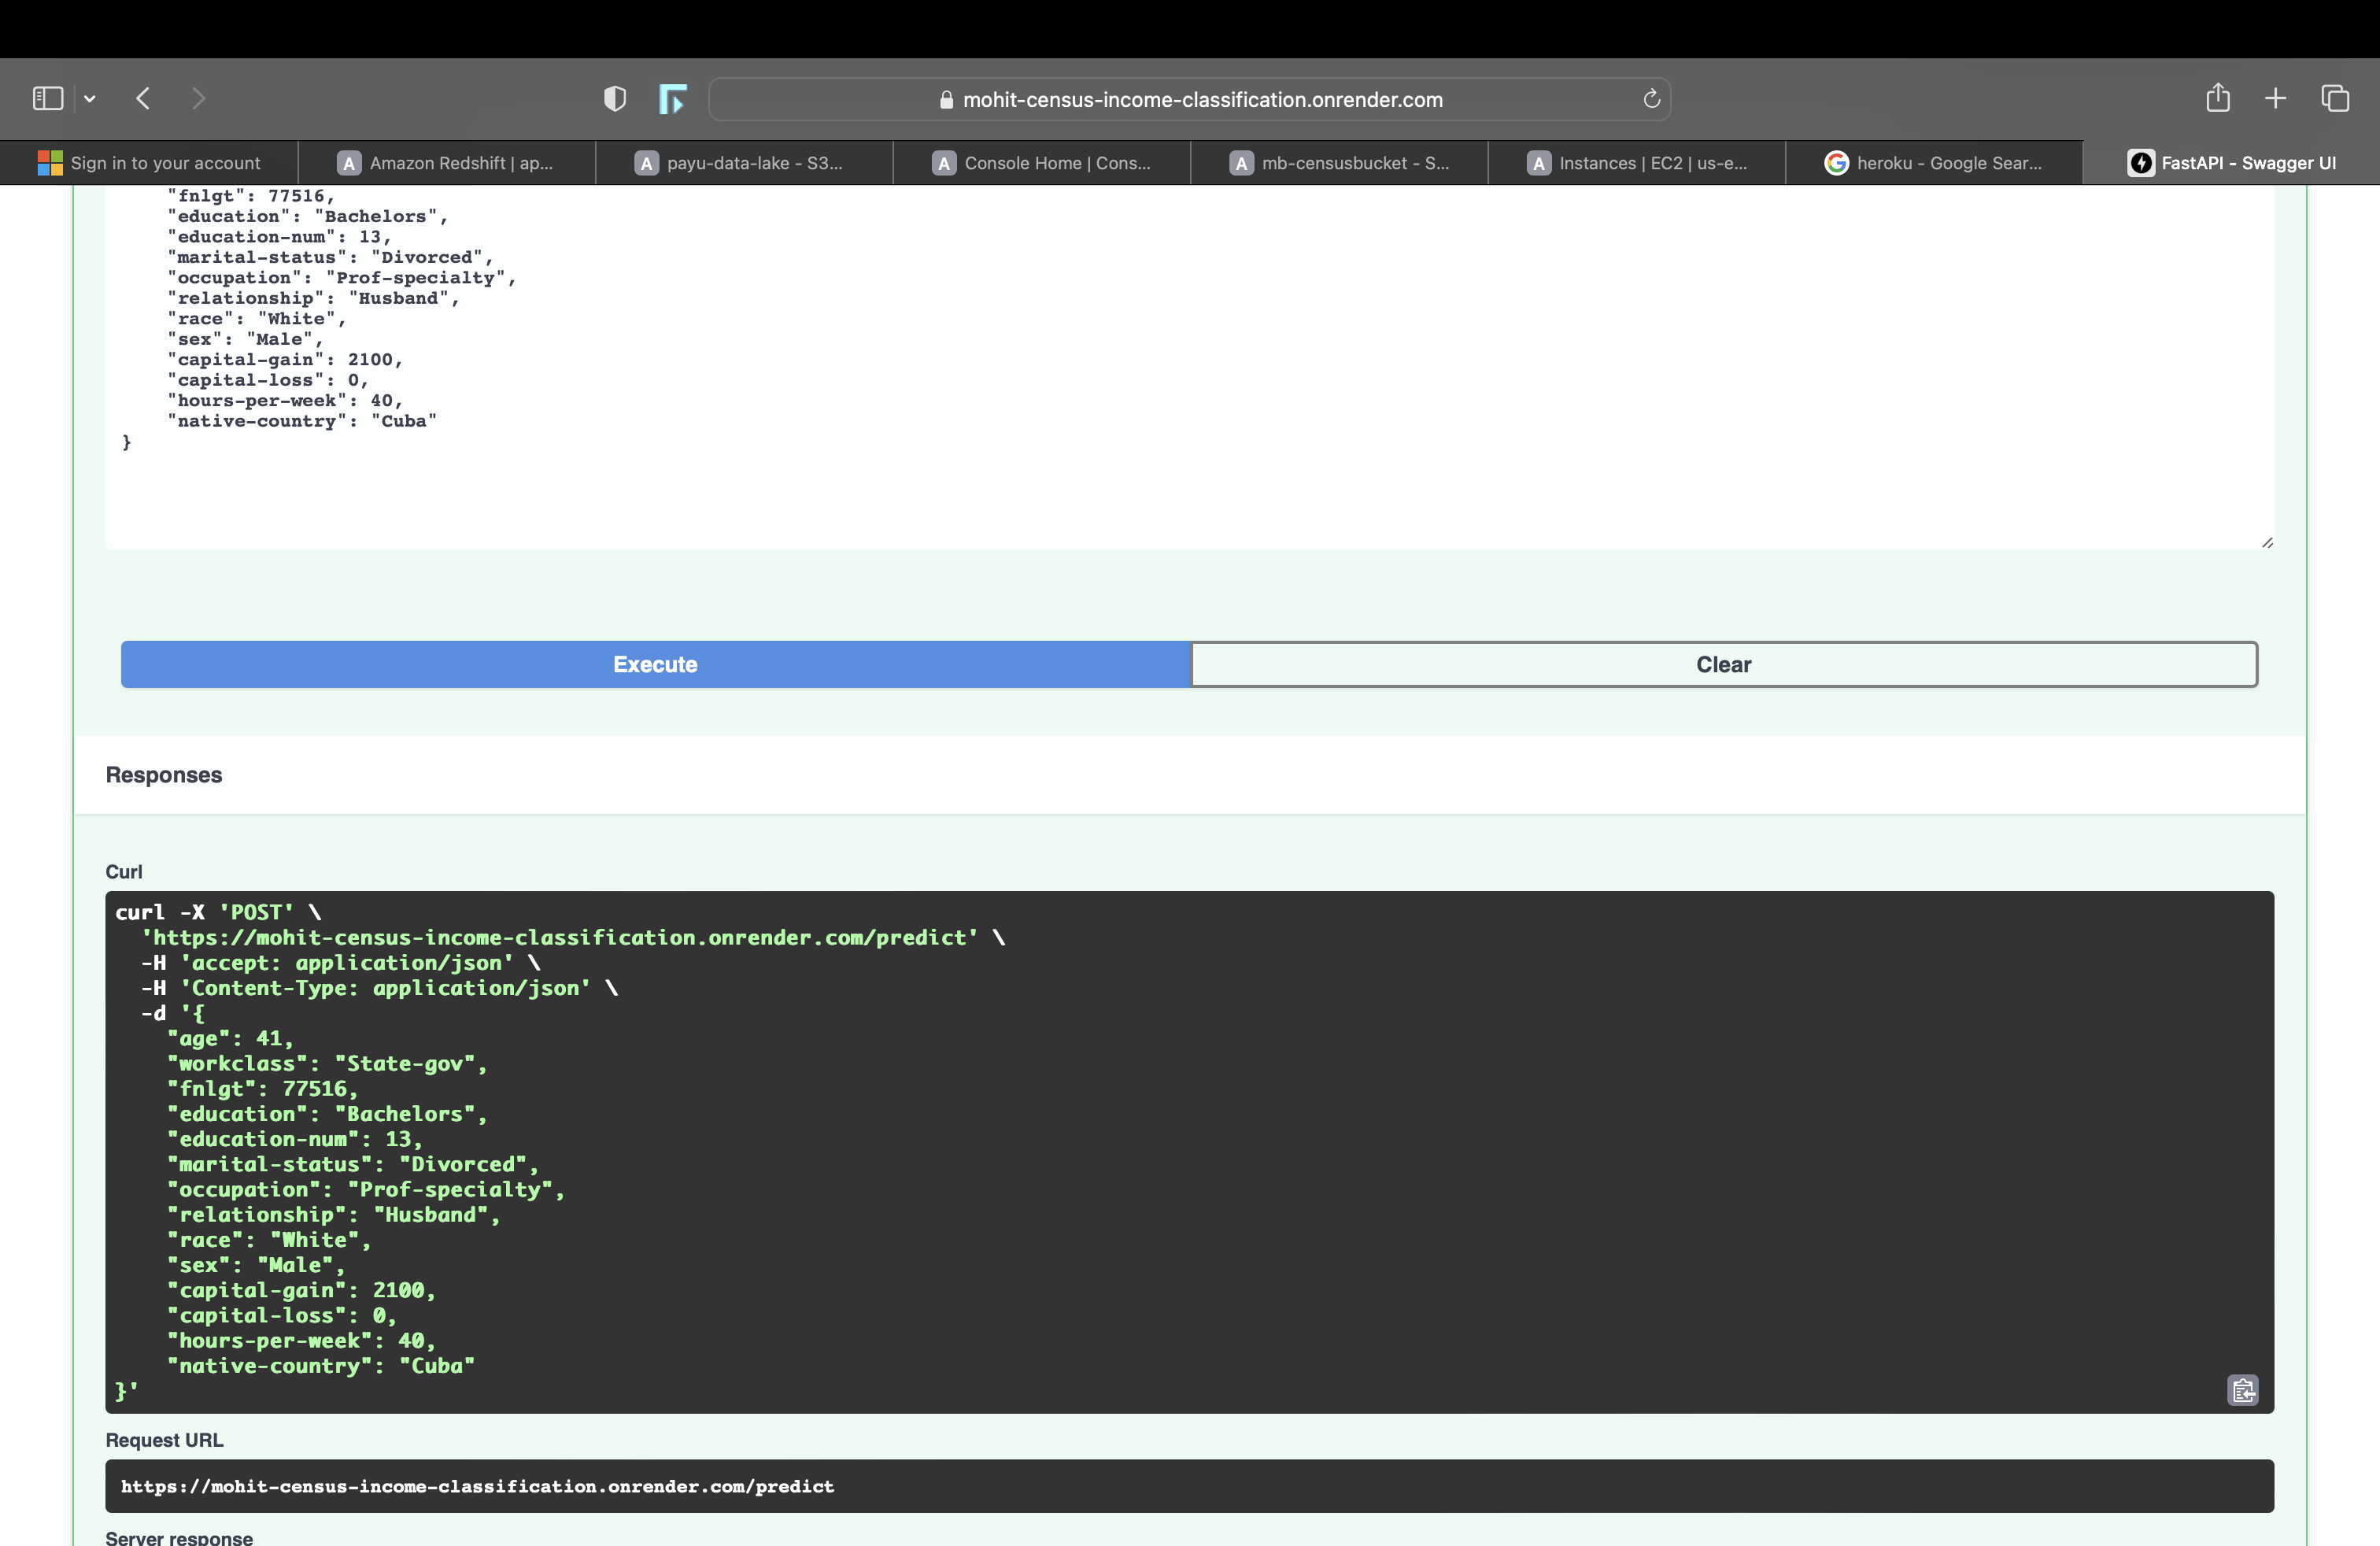 mohit-census-income-classification.onrender.com
Sign in to your account
A Amazon Redshift | ap...
A payu-data-lake - S3...
A Console Home | Cons...
A mb-censusbucket - S...
A Instances | EC2 | us-e...
G heroku - Google Sear...
FastAPI - Swagger UI
"fnlgt": 77516,
"education": "Bachelors",
"education-num": 13,
"marital-status": "Divorced",
"occupation": "Prof-specialty",
"relationship": "Husband",
"race": "White",
"sex": "Male",
"capital-gain": 2100,
"capital-loss": 0,
"hours-per-week": 40,
"native-country": "Cuba"
}
Execute
Clear
Responses
Curl
curl -X 'POST' \
'https://mohit-census-income-classification.onrender.com/predict' \
-H 'accept: application/json' \
-H 'Content-Type: application/json' \
-d '{
"age": 41,
"workclass": "State-gov",
"fnlgt": 77516,
"education": "Bachelors",
"education-num": 13,
"marital-status": "Divorced",
"occupation": "Prof-specialty",
"relationship": "Husband",
"race": "White",
"sex": "Male",
"capital-gain": 2100,
"capital-loss": 0,
"hours-per-week": 40,
"native-country": "Cuba"
}'
Request URL
https://mohit-census-income-classification.onrender.com/predict
Server response